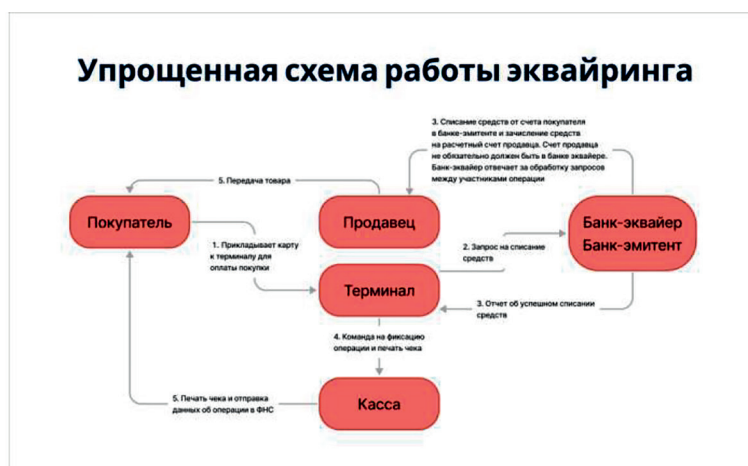 Упрощенная схема работы эквайринга
3. Списание средств от счета покупателя
в банке-эмитенте и зачисление средств
на расчетный счет продавца. Счет продавца
не обязательно должен быть в банке эквайере.
Банк-эквайер отвечает за обработку запросов
между участниками операции
5. Передача товара
Покупатель
Продавец
Банк-эквайер
Банк-эмитент
1. Прикладывает карту
к терминалу для
оплаты покупки
2. Запрос на списание
средств
Терминал
3. Отчет об успешном списании
средств
4. Команда на фиксацию
операции и печать чека
5. Печать чека и отправка
данных об операции в ФНС
Касса